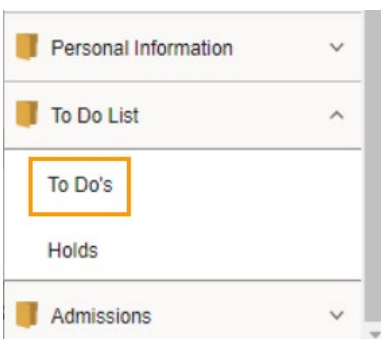 Personal Information
To Do List
To Do's
Holds
Admissions